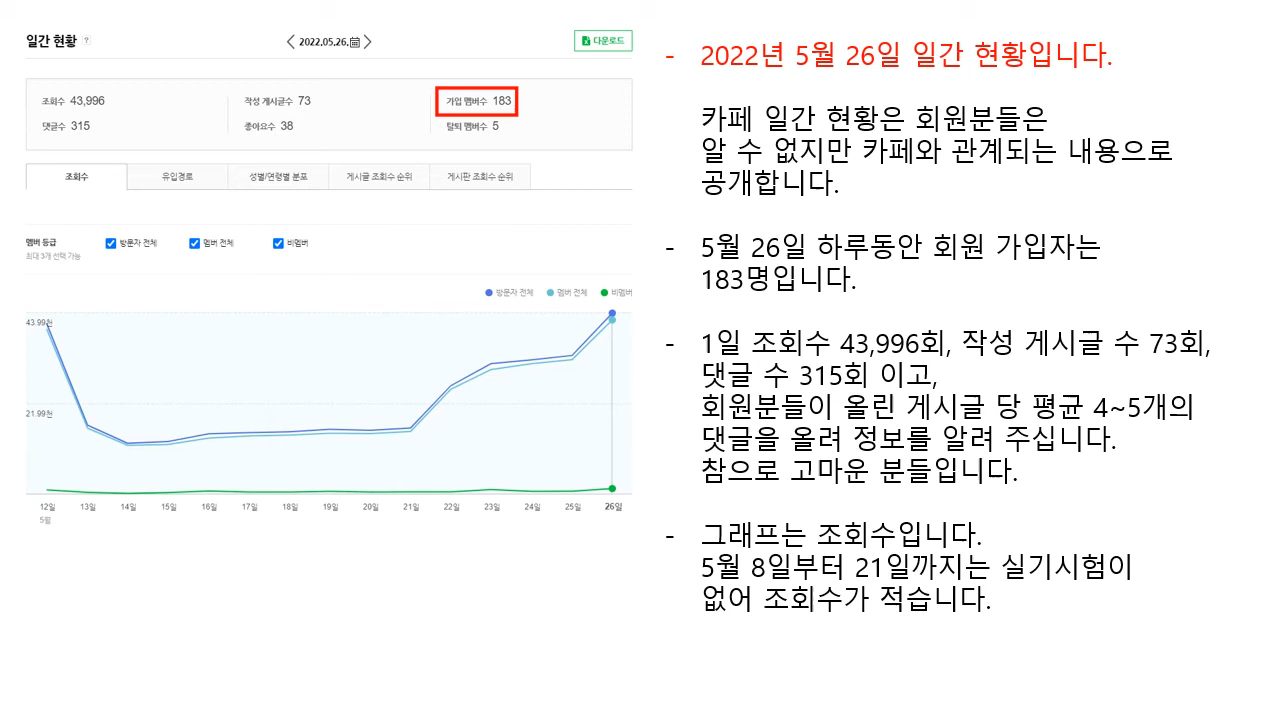 일간 현황 ?
2022.05.26.
다운로드
조회수 43,996
작성 게시글수 73
가입 멤버수 183
댓글수 315
좋아요수 38
탈퇴 멤버수 5
조회수
유입경로
성별/연령별 분포
게시글 조회수 순위
게시판 조회수 순위
멤버 등급
최대 3개 선택 가능
방문자 전체
멤버 전체
비멤버
방문자 전체
멤버 전체
비멤버
43.99천
21.99천
12일 13일 14일 15일 16일 17일 18일 19일 20일 21일 22일 23일 24일 25일 26일
5월
- 2022년 5월 26일 일간 현황입니다.
카페 일간 현황은 회원분들은
알 수 없지만 카페와 관계되는 내용으로
공개합니다.
- 5월 26일 하루동안 회원 가입자는
183명입니다.
- 1일 조회수 43,996회, 작성 게시글 수 73회,
댓글 수 315회 이고,
회원분들이 올린 게시글 당 평균 4~5개의
댓글을 올려 정보를 알려 주십니다.
참으로 고마운 분들입니다.
- 그래프는 조회수입니다.
5월 8일부터 21일까지는 실기시험이
없어 조회수가 적습니다.